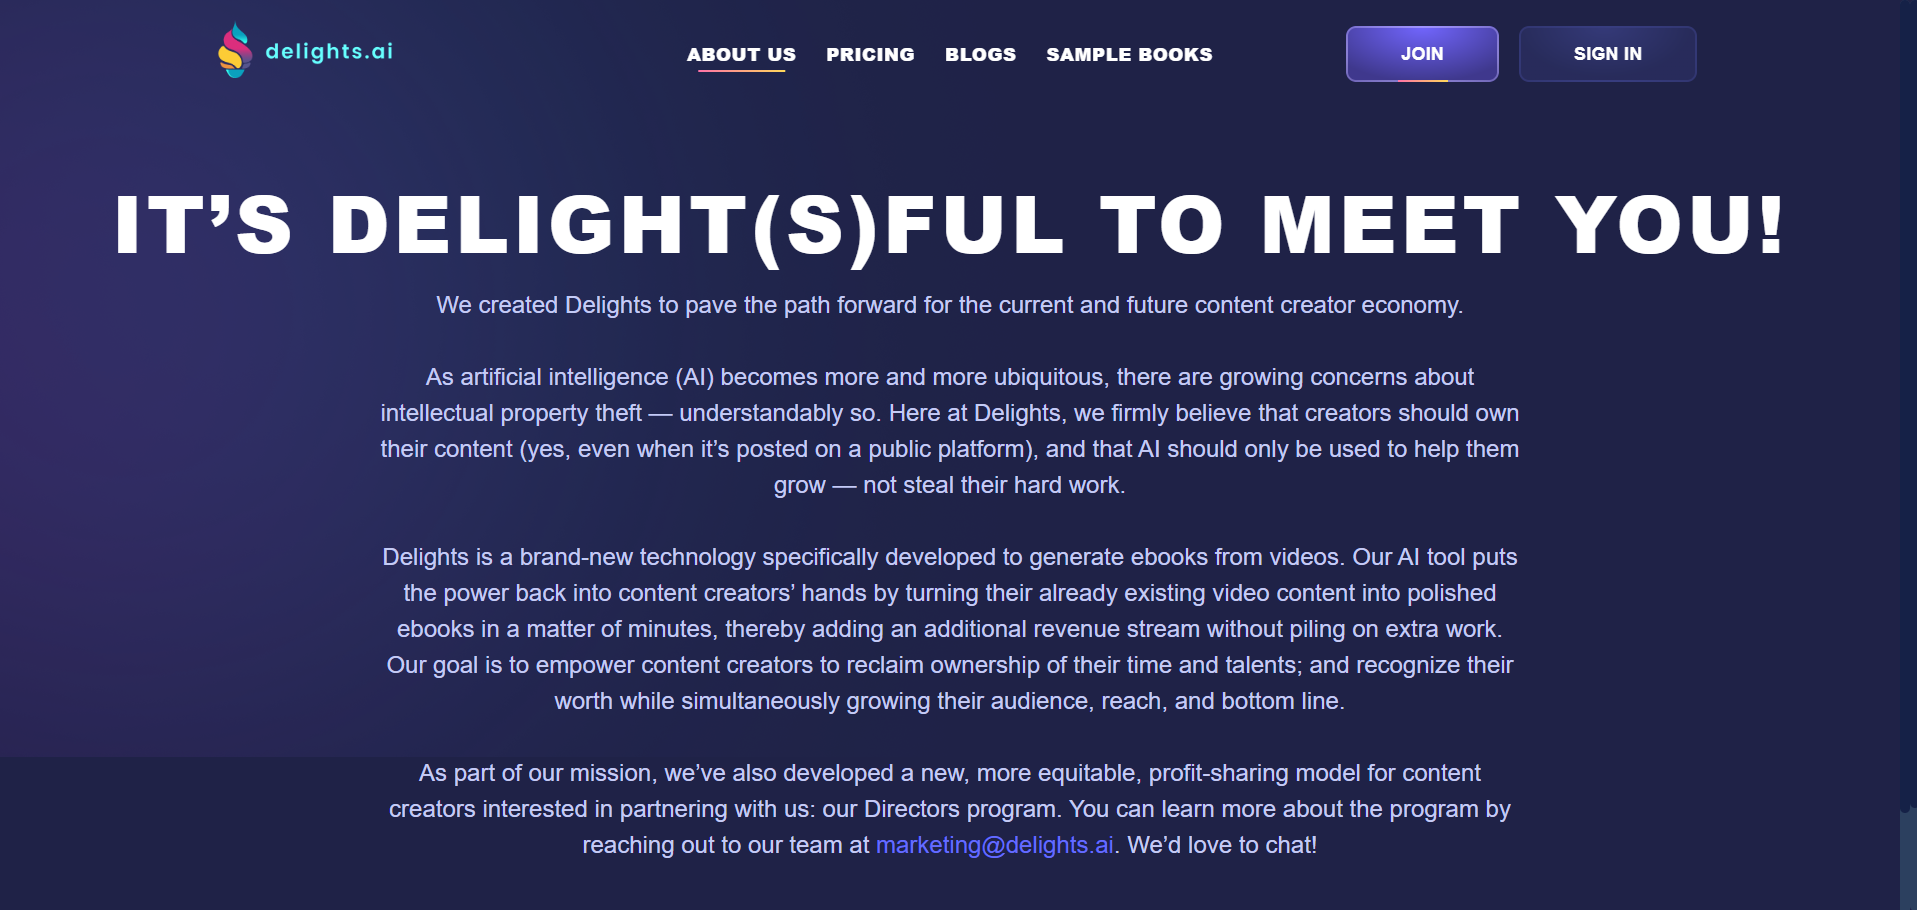 delights.ai
ABOUT US
PRICING
BLOGS
SAMPLE BOOKS
JOIN
SIGN IN
IT’S DELIGHT(S)FUL TO MEET YOU!
We created Delights to pave the path forward for the current and future content creator economy.
As artificial intelligence (AI) becomes more and more ubiquitous, there are growing concerns about
intellectual property theft — understandably so. Here at Delights, we firmly believe that creators should own
their content (yes, even when it’s posted on a public platform), and that AI should only be used to help them
grow — not steal their hard work.
Delights is a brand-new technology specifically developed to generate ebooks from videos. Our AI tool puts
the power back into content creators’ hands by turning their already existing video content into polished
ebooks in a matter of minutes, thereby adding an additional revenue stream without piling on extra work.
Our goal is to empower content creators to reclaim ownership of their time and talents; and recognize their
worth while simultaneously growing their audience, reach, and bottom line.
As part of our mission, we’ve also developed a new, more equitable, profit-sharing model for content
creators interested in partnering with us: our Directors program. You can learn more about the program by
reaching out to our team at marketing@delights.ai. We’d love to chat!